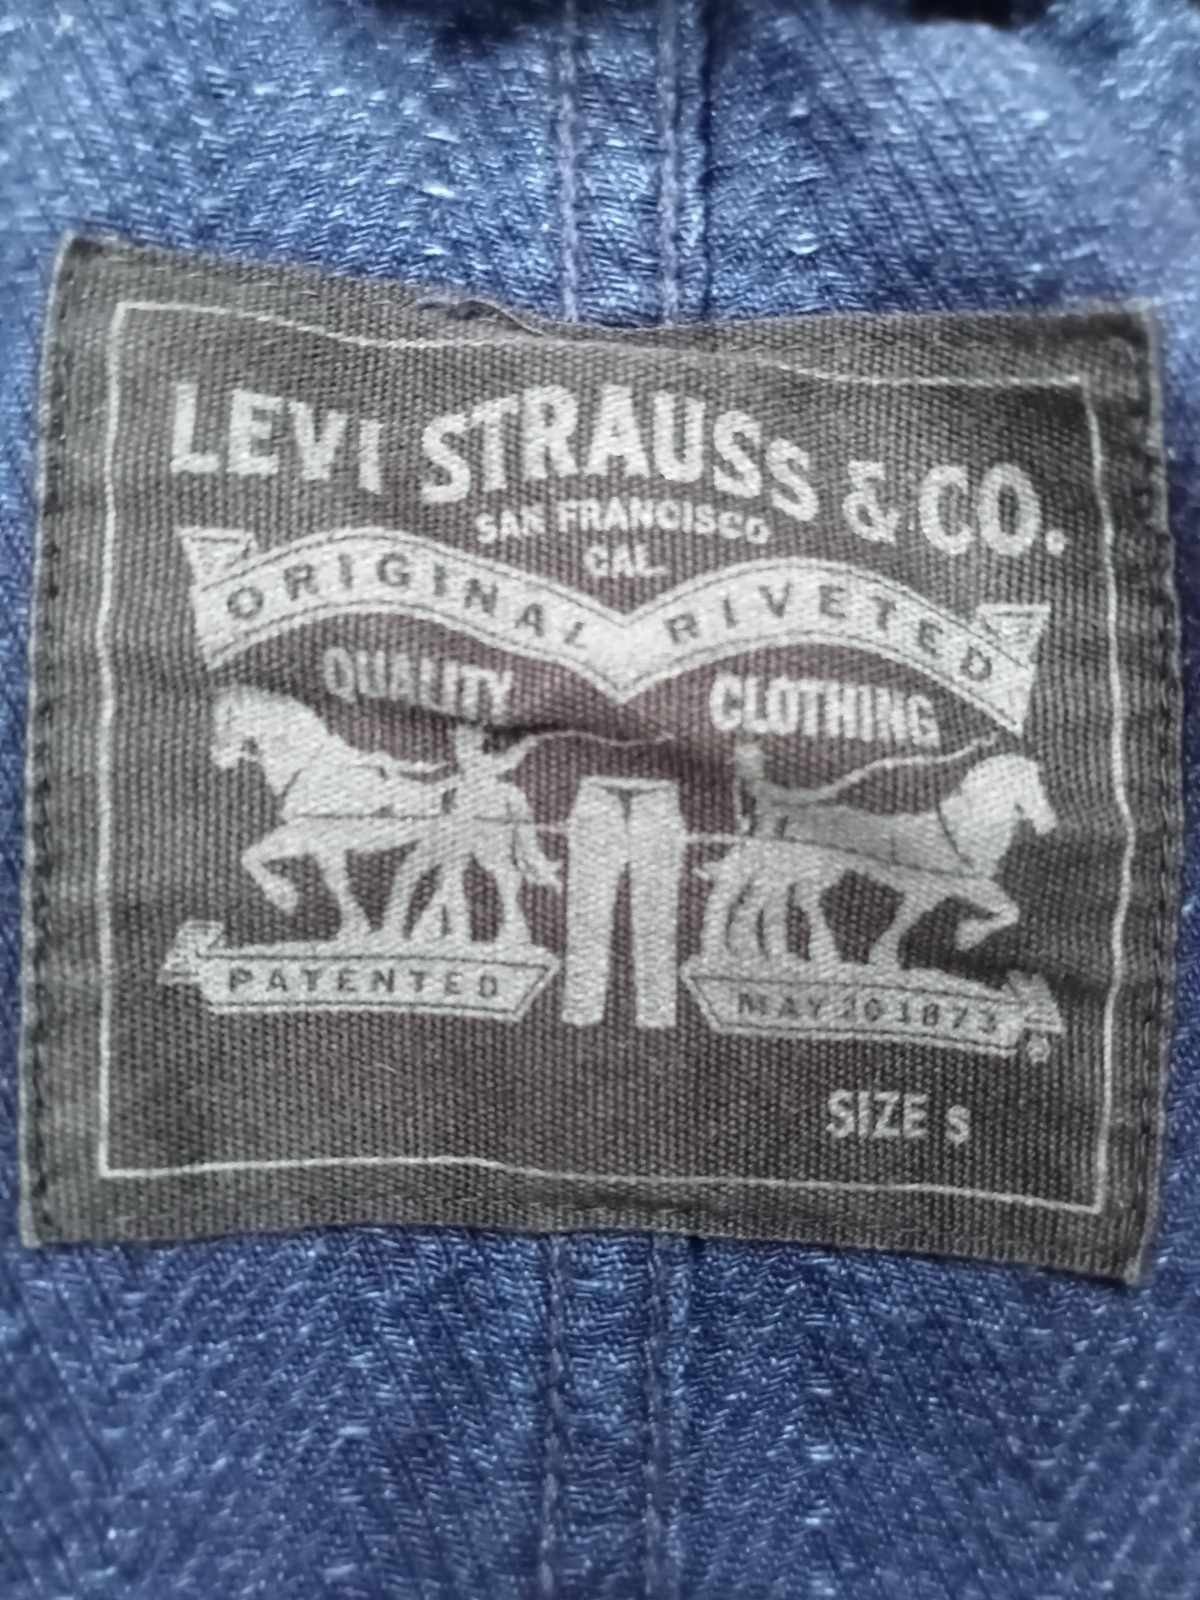 LEVI STRAUSS & CO.
SAN FRANCISCO
CAL.
ORIGINAL RIVETED
QUALITY CLOTHING
PATENTED MAY 20 1873
®
SIZE S